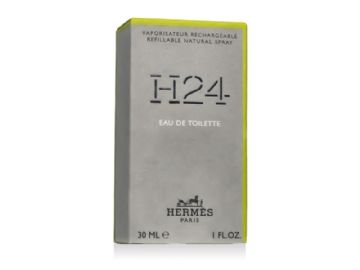 VAPORISATEUR RECHARGEABLE
REFILLABLE NATURAL SPRAY
H24
EAU DE TOILETTE
HERMÈS
PARIS
30 ML ℮ 1 FL.OZ.